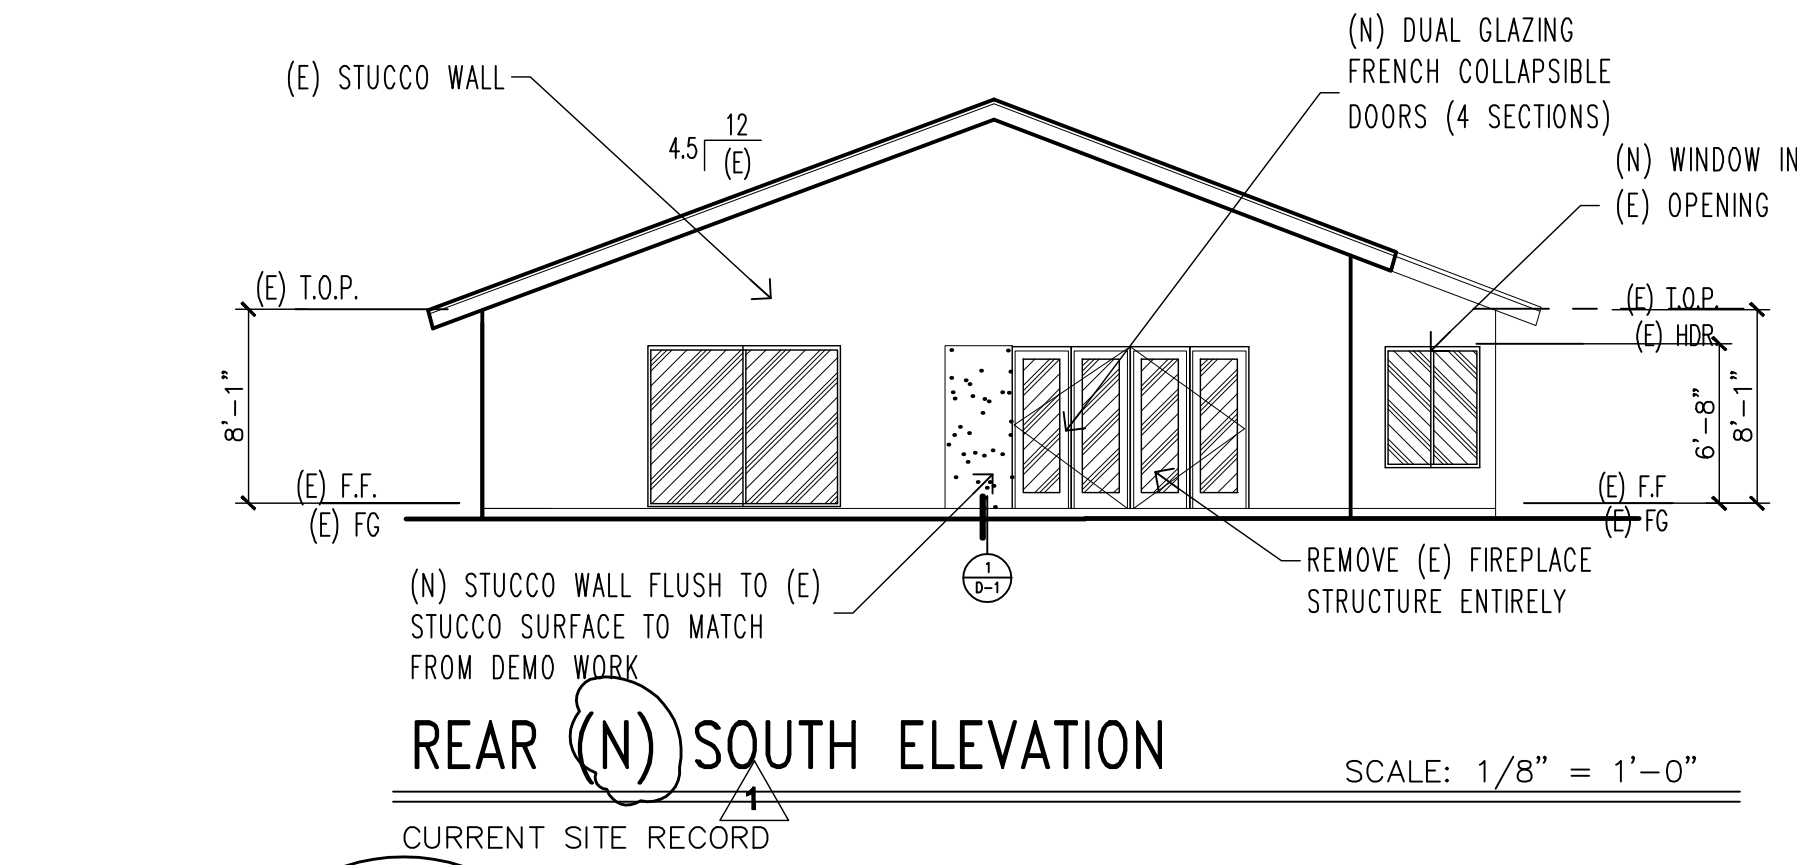 (N) DUAL GLAZING
FRENCH COLLAPSIBLE
DOORS (4 SECTIONS)
(E) STUCCO WALL
12
4.5
(E)
(N) WINDOW IN
(E) OPENING
(E) T.O.P.
(E) T.O.P.
(E) HDR.
8'-1"
6'-8"
8'-1"
(E) F.F.
(E) F.F
(E) FG
(E) FG
REMOVE (E) FIREPLACE
STRUCTURE ENTIRELY
1
D-1
(N) STUCCO WALL FLUSH TO (E)
STUCCO SURFACE TO MATCH
FROM DEMO WORK
REAR (N) SOUTH ELEVATION
SCALE: 1/8" = 1'-0"
1
CURRENT SITE RECORD